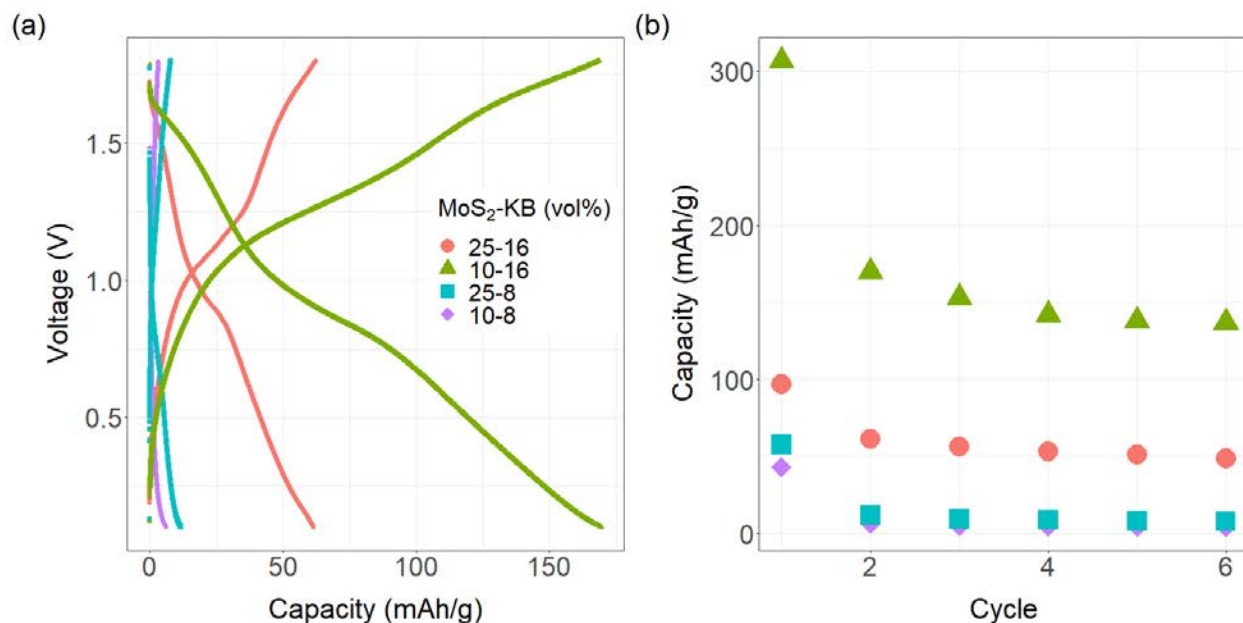 (a)
(b)
1.5
1.0
0.5
Voltage (V)
0 50 100 150
Capacity (mAh/g)
MoS₂-KB (vol%)
25-16
10-16
25-8
10-8
300
200
100
0
Capacity (mAh/g)
2 4 6
Cycle